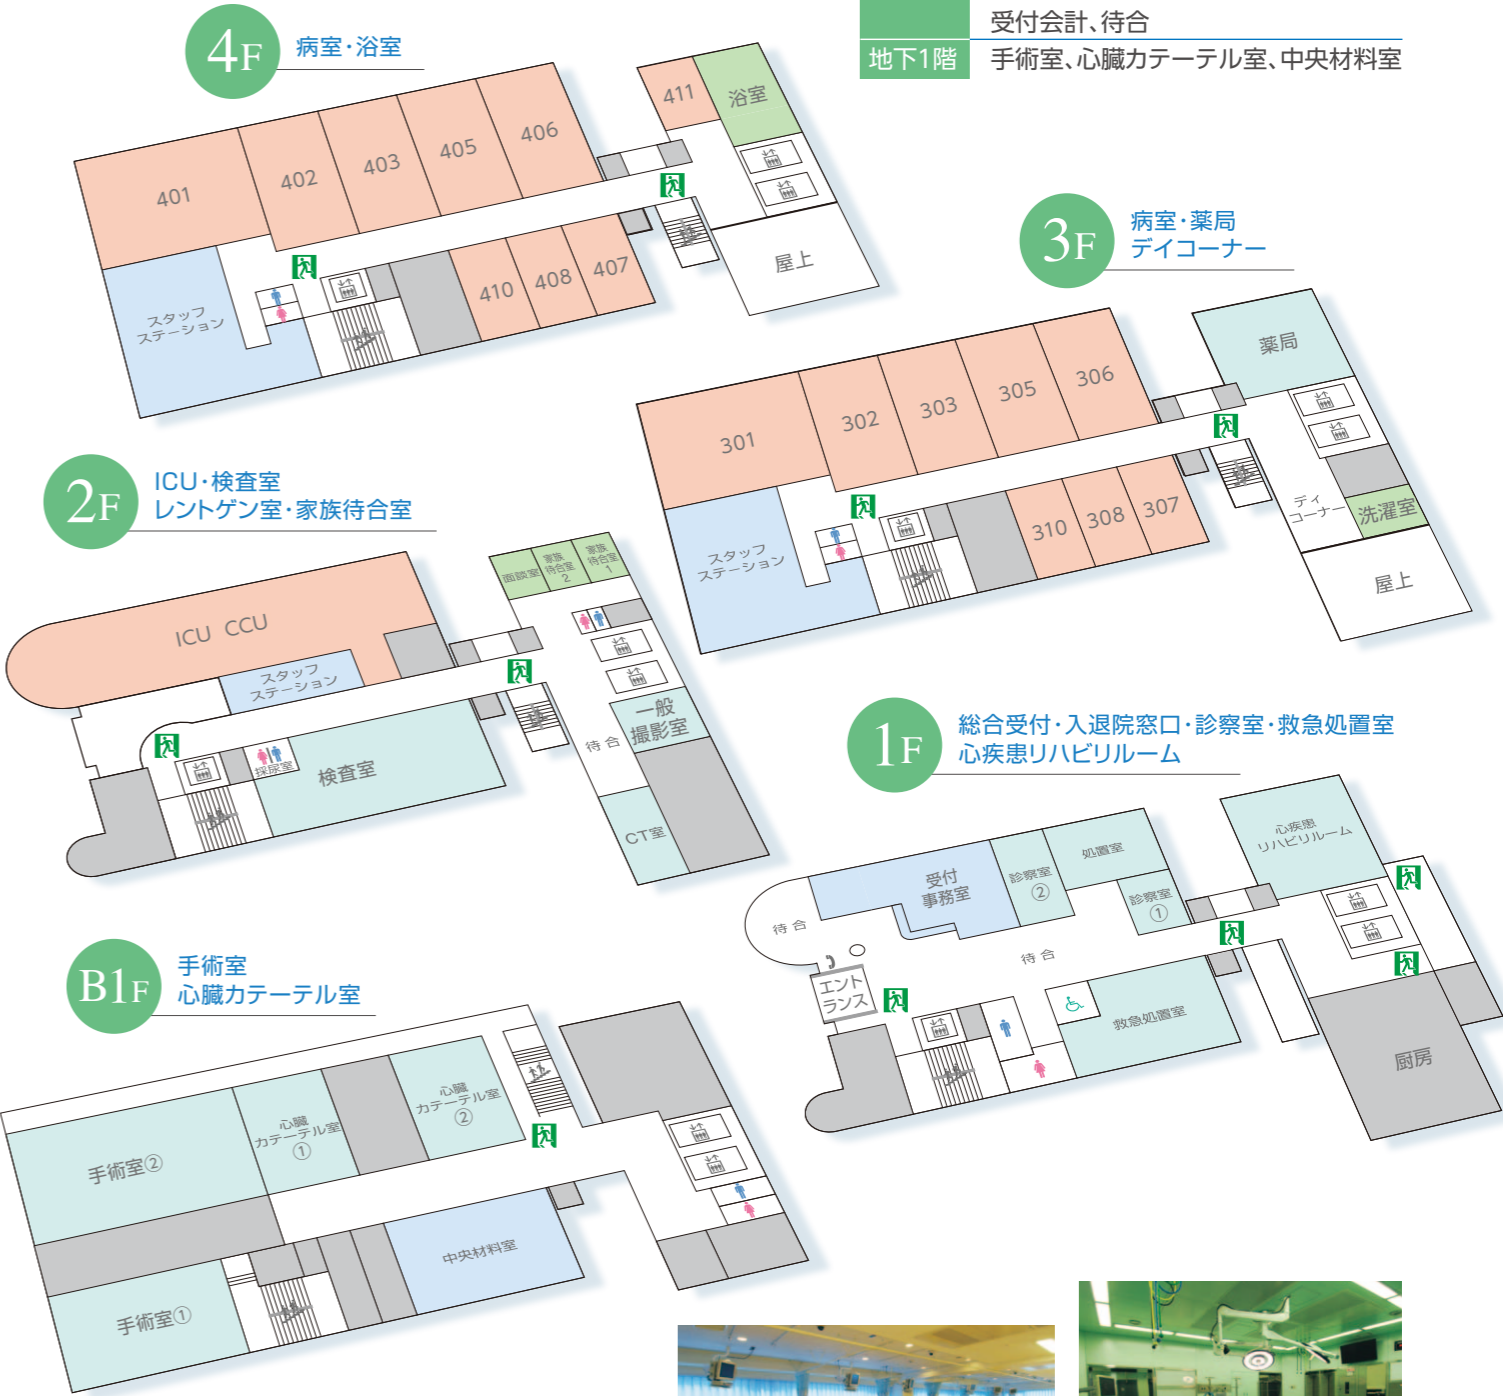 受付会計、待合
地下1階
手術室、心臓カテーテル室、中央材料室
4F
病室・浴室
401
402
403
405
406
411
浴室
スタッフ
ステーション
410
408
407
屋上
3F
病室・薬局
デイコーナー
301
302
303
305
306
薬局
スタッフ
ステーション
310
308
307
デイ
コーナー
洗濯室
屋上
2F
ICU・検査室
レントゲン室・家族待合室
ICU CCU
スタッフ
ステーション
面談室
家族
待合室
2
家族
待合室
1
採尿室
検査室
待合
一般
撮影室
CT室
1F
総合受付・入退院窓口・診察室・救急処置室
心疾患リハビリルーム
待合
受付
事務室
診察室
②
処置室
診察室
①
心疾患
リハビリルーム
待合
エント
ランス
救急処置室
厨房
B1F
手術室
心臓カテーテル室
手術室②
心臓
カテーテル室
①
心臓
カテーテル室
②
手術室①
中央材料室